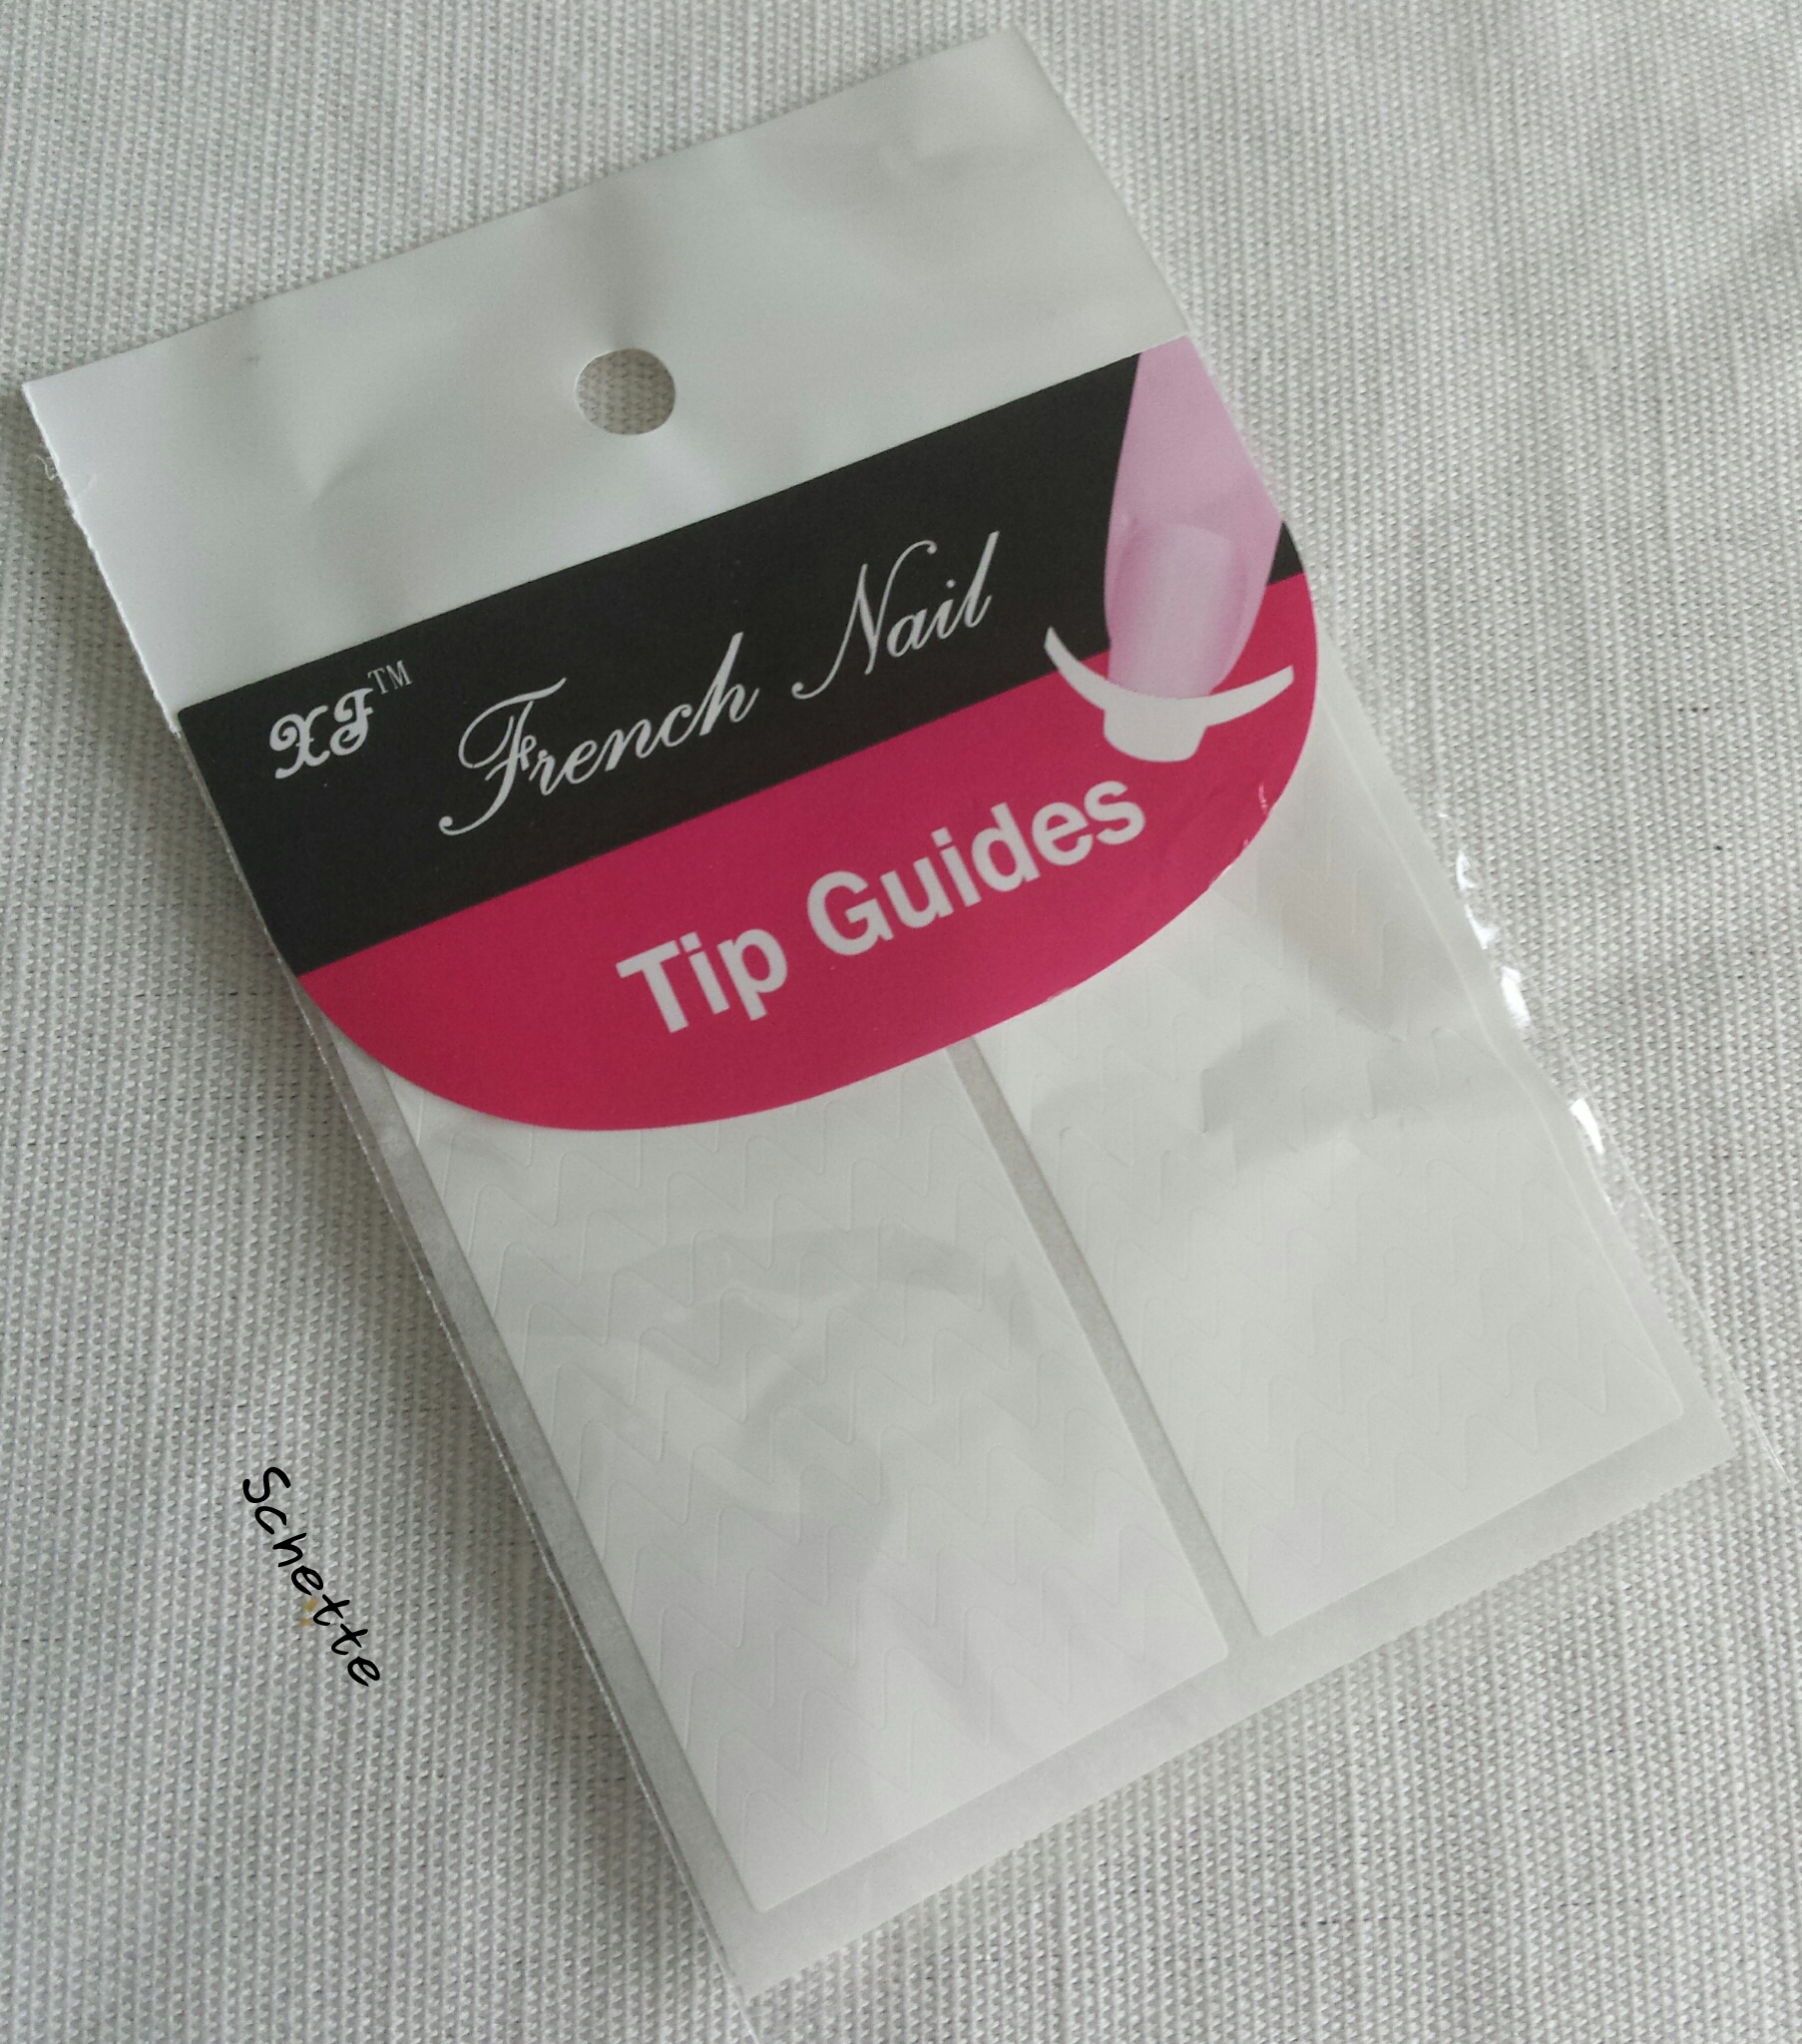 XF™ French Nail
Tip Guides
Schette